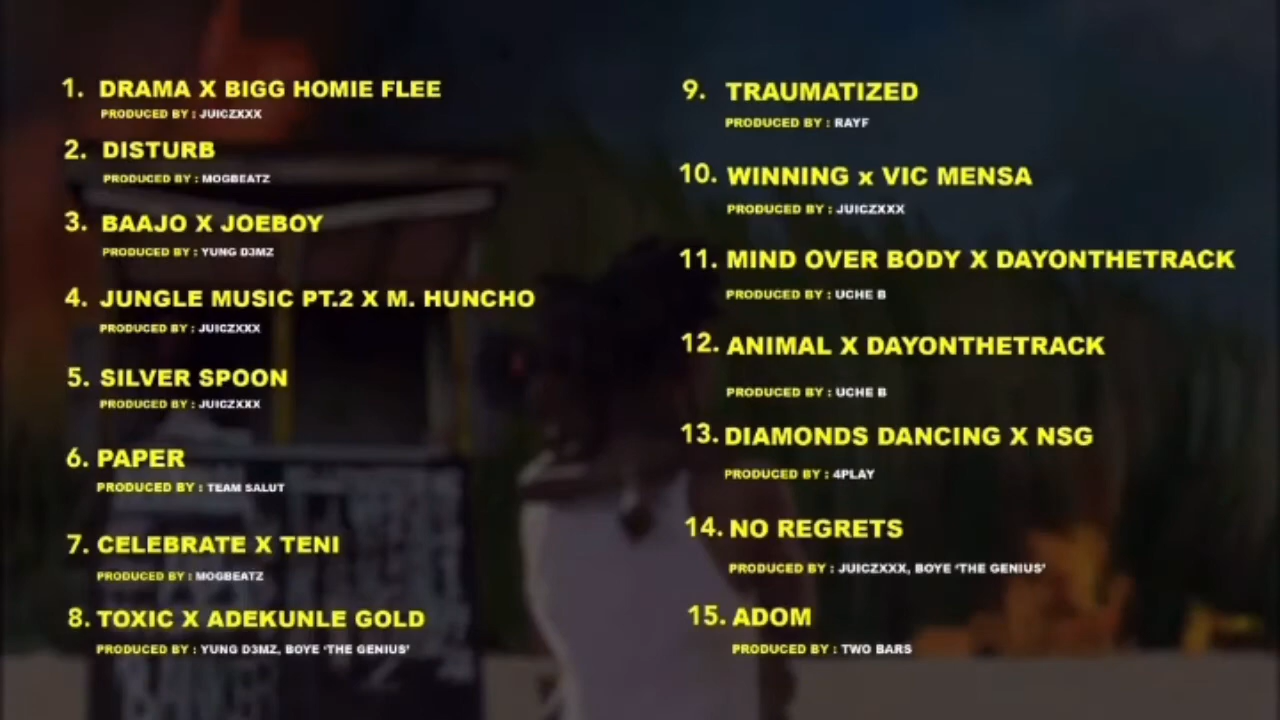 1. DRAMA X BIGG HOMIE FLEE
PRODUCED BY : JUICZXXX
2. DISTURB
PRODUCED BY : MOGBEATZ
3. BAAJO X JOEBOY
PRODUCED BY : YUNG D3MZ
4. JUNGLE MUSIC PT.2 X M. HUNCHO
PRODUCED BY : JUICZXXX
5. SILVER SPOON
PRODUCED BY : JUICZXXX
6. PAPER
PRODUCED BY : TEAM SALUT
7. CELEBRATE X TENI
PRODUCED BY : MOGBEATZ
8. TOXIC X ADEKUNLE GOLD
PRODUCED BY : YUNG D3MZ, BOYE ‘THE GENIUS’
9. TRAUMATIZED
PRODUCED BY : RAYF
10. WINNING x VIC MENSA
PRODUCED BY : JUICZXXX
11. MIND OVER BODY X DAYONTHETRACK
PRODUCED BY : UCHE B
12. ANIMAL X DAYONTHETRACK
PRODUCED BY : UCHE B
13. DIAMONDS DANCING X NSG
PRODUCED BY : 4PLAY
14. NO REGRETS
PRODUCED BY : JUICZXXX, BOYE ‘THE GENIUS’
15. ADOM
PRODUCED BY : TWO BARS